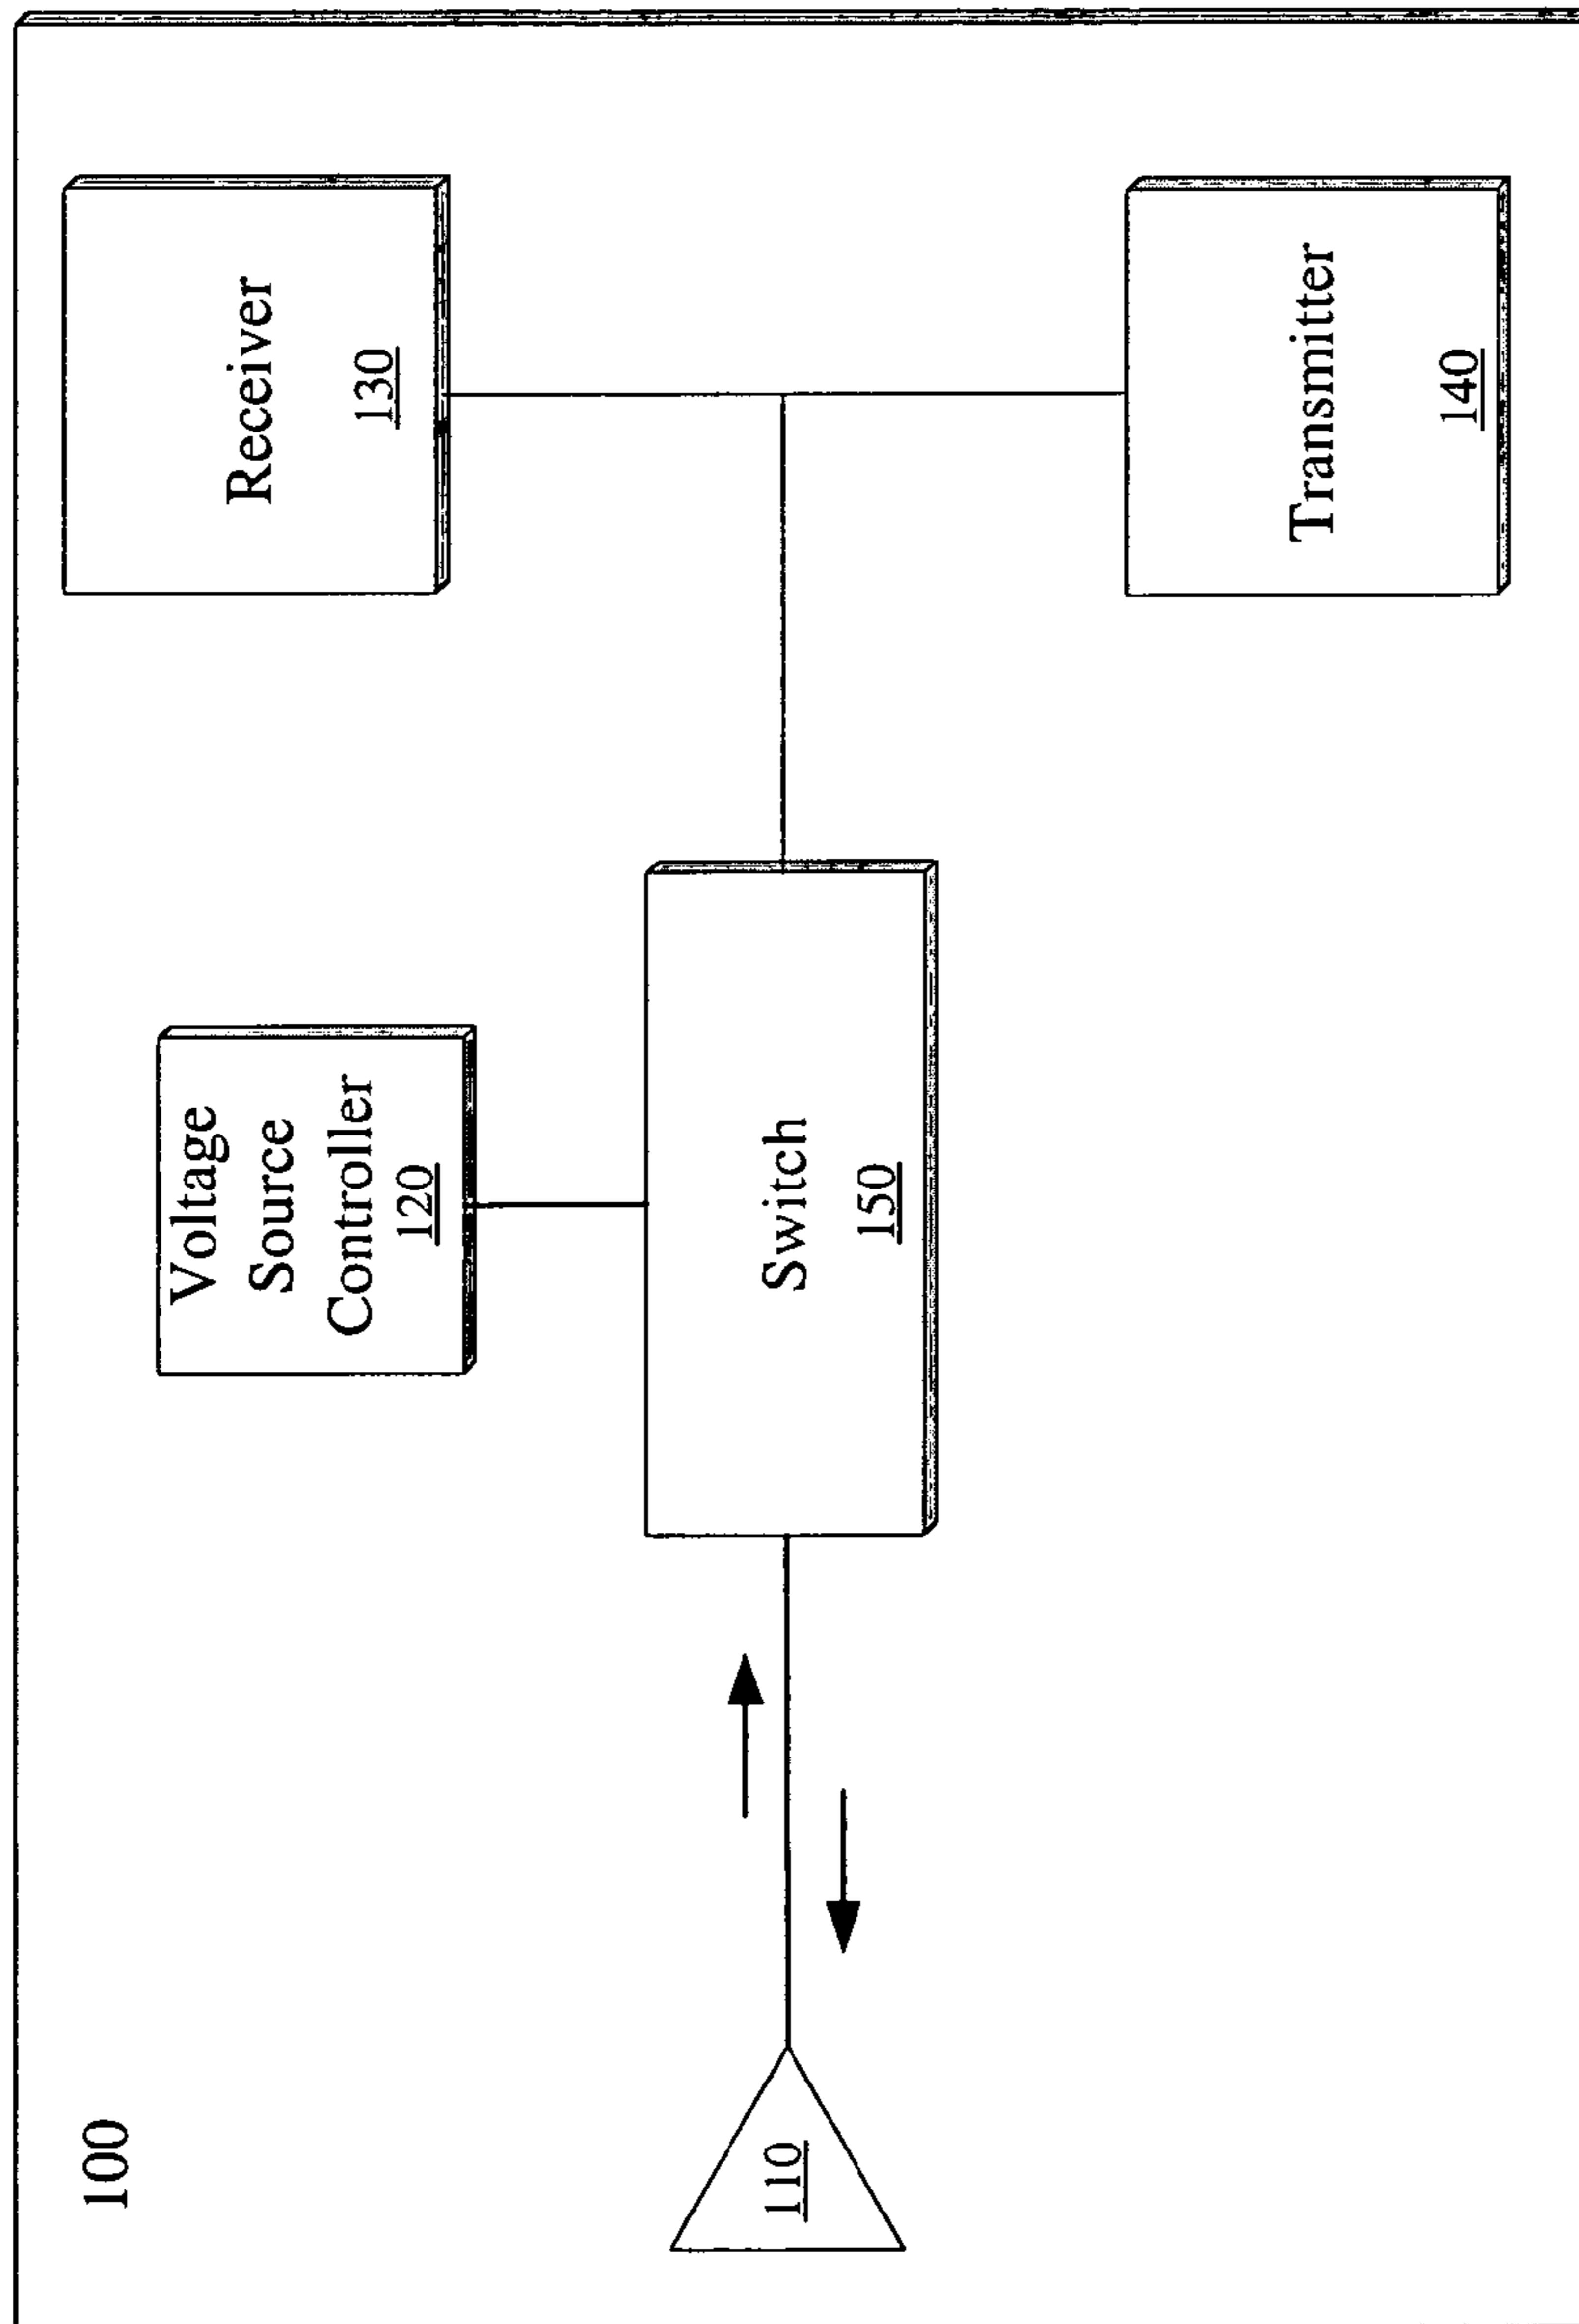 100
Receiver
130
Voltage
Source
Controller
120
Switch
150
110
Transmitter
140